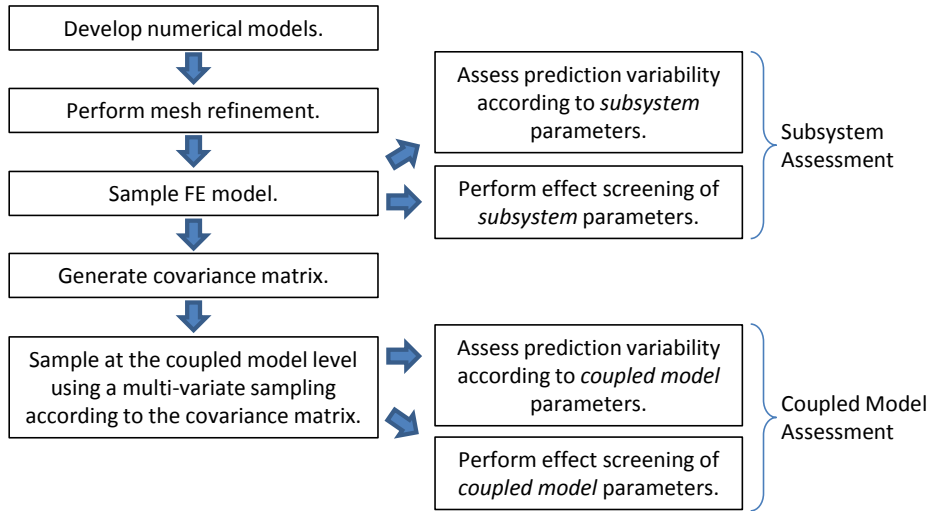 Develop numerical models.
Perform mesh refinement.
Sample FE model.
Generate covariance matrix.
Sample at the coupled model level
using a multi-variate sampling
according to the covariance matrix.
Assess prediction variability
according to subsystem
parameters.
Perform effect screening of
subsystem parameters.
Subsystem
Assessment
Assess prediction variability
according to coupled model
parameters.
Perform effect screening of
coupled model parameters.
Coupled Model
Assessment